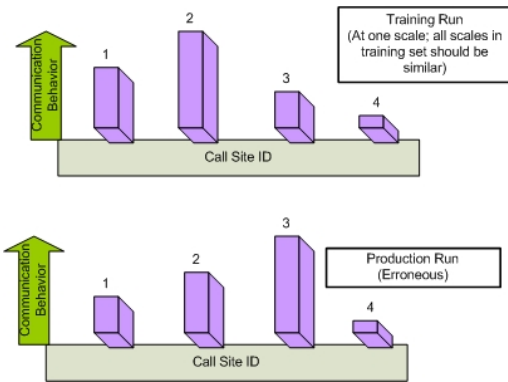 Training Run
(At one scale; all scales in
training set should be
similar)
Communication
Behavior
1
2
3
4
Call Site ID
Production Run
(Erroneous)
Communication
Behavior
1
2
3
4
Call Site ID